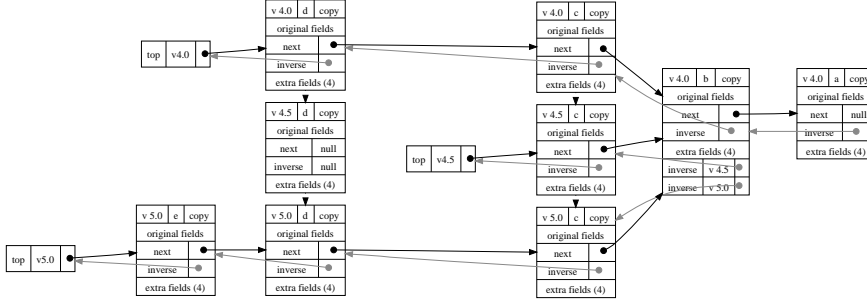 v 4.0 d copy
original fields
next
inverse
extra fields (4)
top v4.0
v 4.0 c copy
original fields
next
inverse
extra fields (4)
v 4.0 b copy
original fields
next
inverse
extra fields (4)
inverse v 4.5
inverse v 5.0
v 4.0 a copy
original fields
next null
inverse
extra fields (4)
v 4.5 d copy
original fields
next null
inverse null
extra fields (4)
top v4.5
v 4.5 c copy
original fields
next
inverse
extra fields (4)
top v5.0
v 5.0 e copy
original fields
next
inverse
extra fields (4)
v 5.0 d copy
original fields
next
inverse
extra fields (4)
v 5.0 c copy
original fields
next
inverse
extra fields (4)